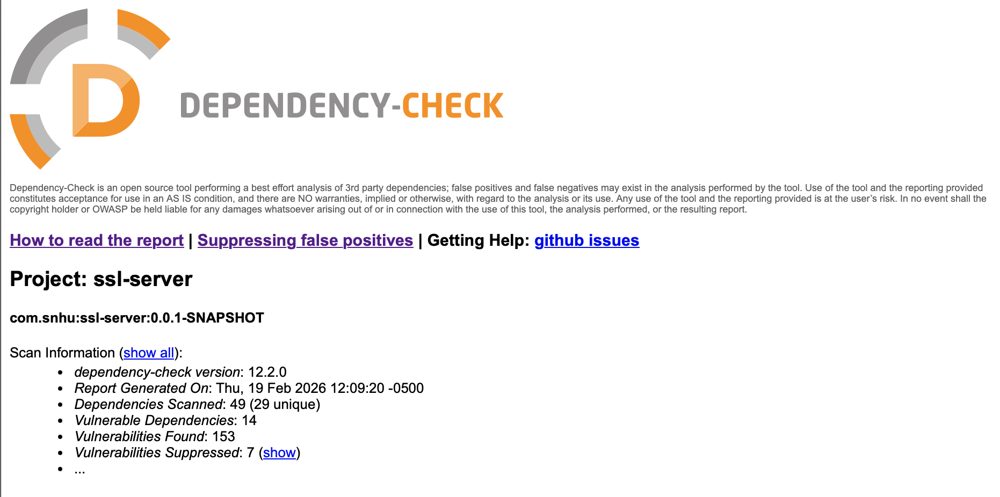 D
DEPENDENCY-CHECK
Dependency-Check is an open source tool performing a best effort analysis of 3rd party dependencies; false positives and false negatives may exist in the analysis performed by the tool. Use of the tool and the reporting provided
constitutes acceptance for use in an AS IS condition, and there are NO warranties, implied or otherwise, with regard to the analysis or its use. Any use of the tool and the reporting provided is at the user’s risk. In no event shall the
copyright holder or OWASP be held liable for any damages whatsoever arising out of or in connection with the use of this tool, the analysis performed, or the resulting report.
How to read the report | Suppressing false positives | Getting Help: github issues
Project: ssl-server
com.snhu:ssl-server:0.0.1-SNAPSHOT
Scan Information (show all):
• dependency-check version: 12.2.0
• Report Generated On: Thu, 19 Feb 2026 12:09:20 -0500
• Dependencies Scanned: 49 (29 unique)
• Vulnerable Dependencies: 14
• Vulnerabilities Found: 153
• Vulnerabilities Suppressed: 7 (show)
• ...